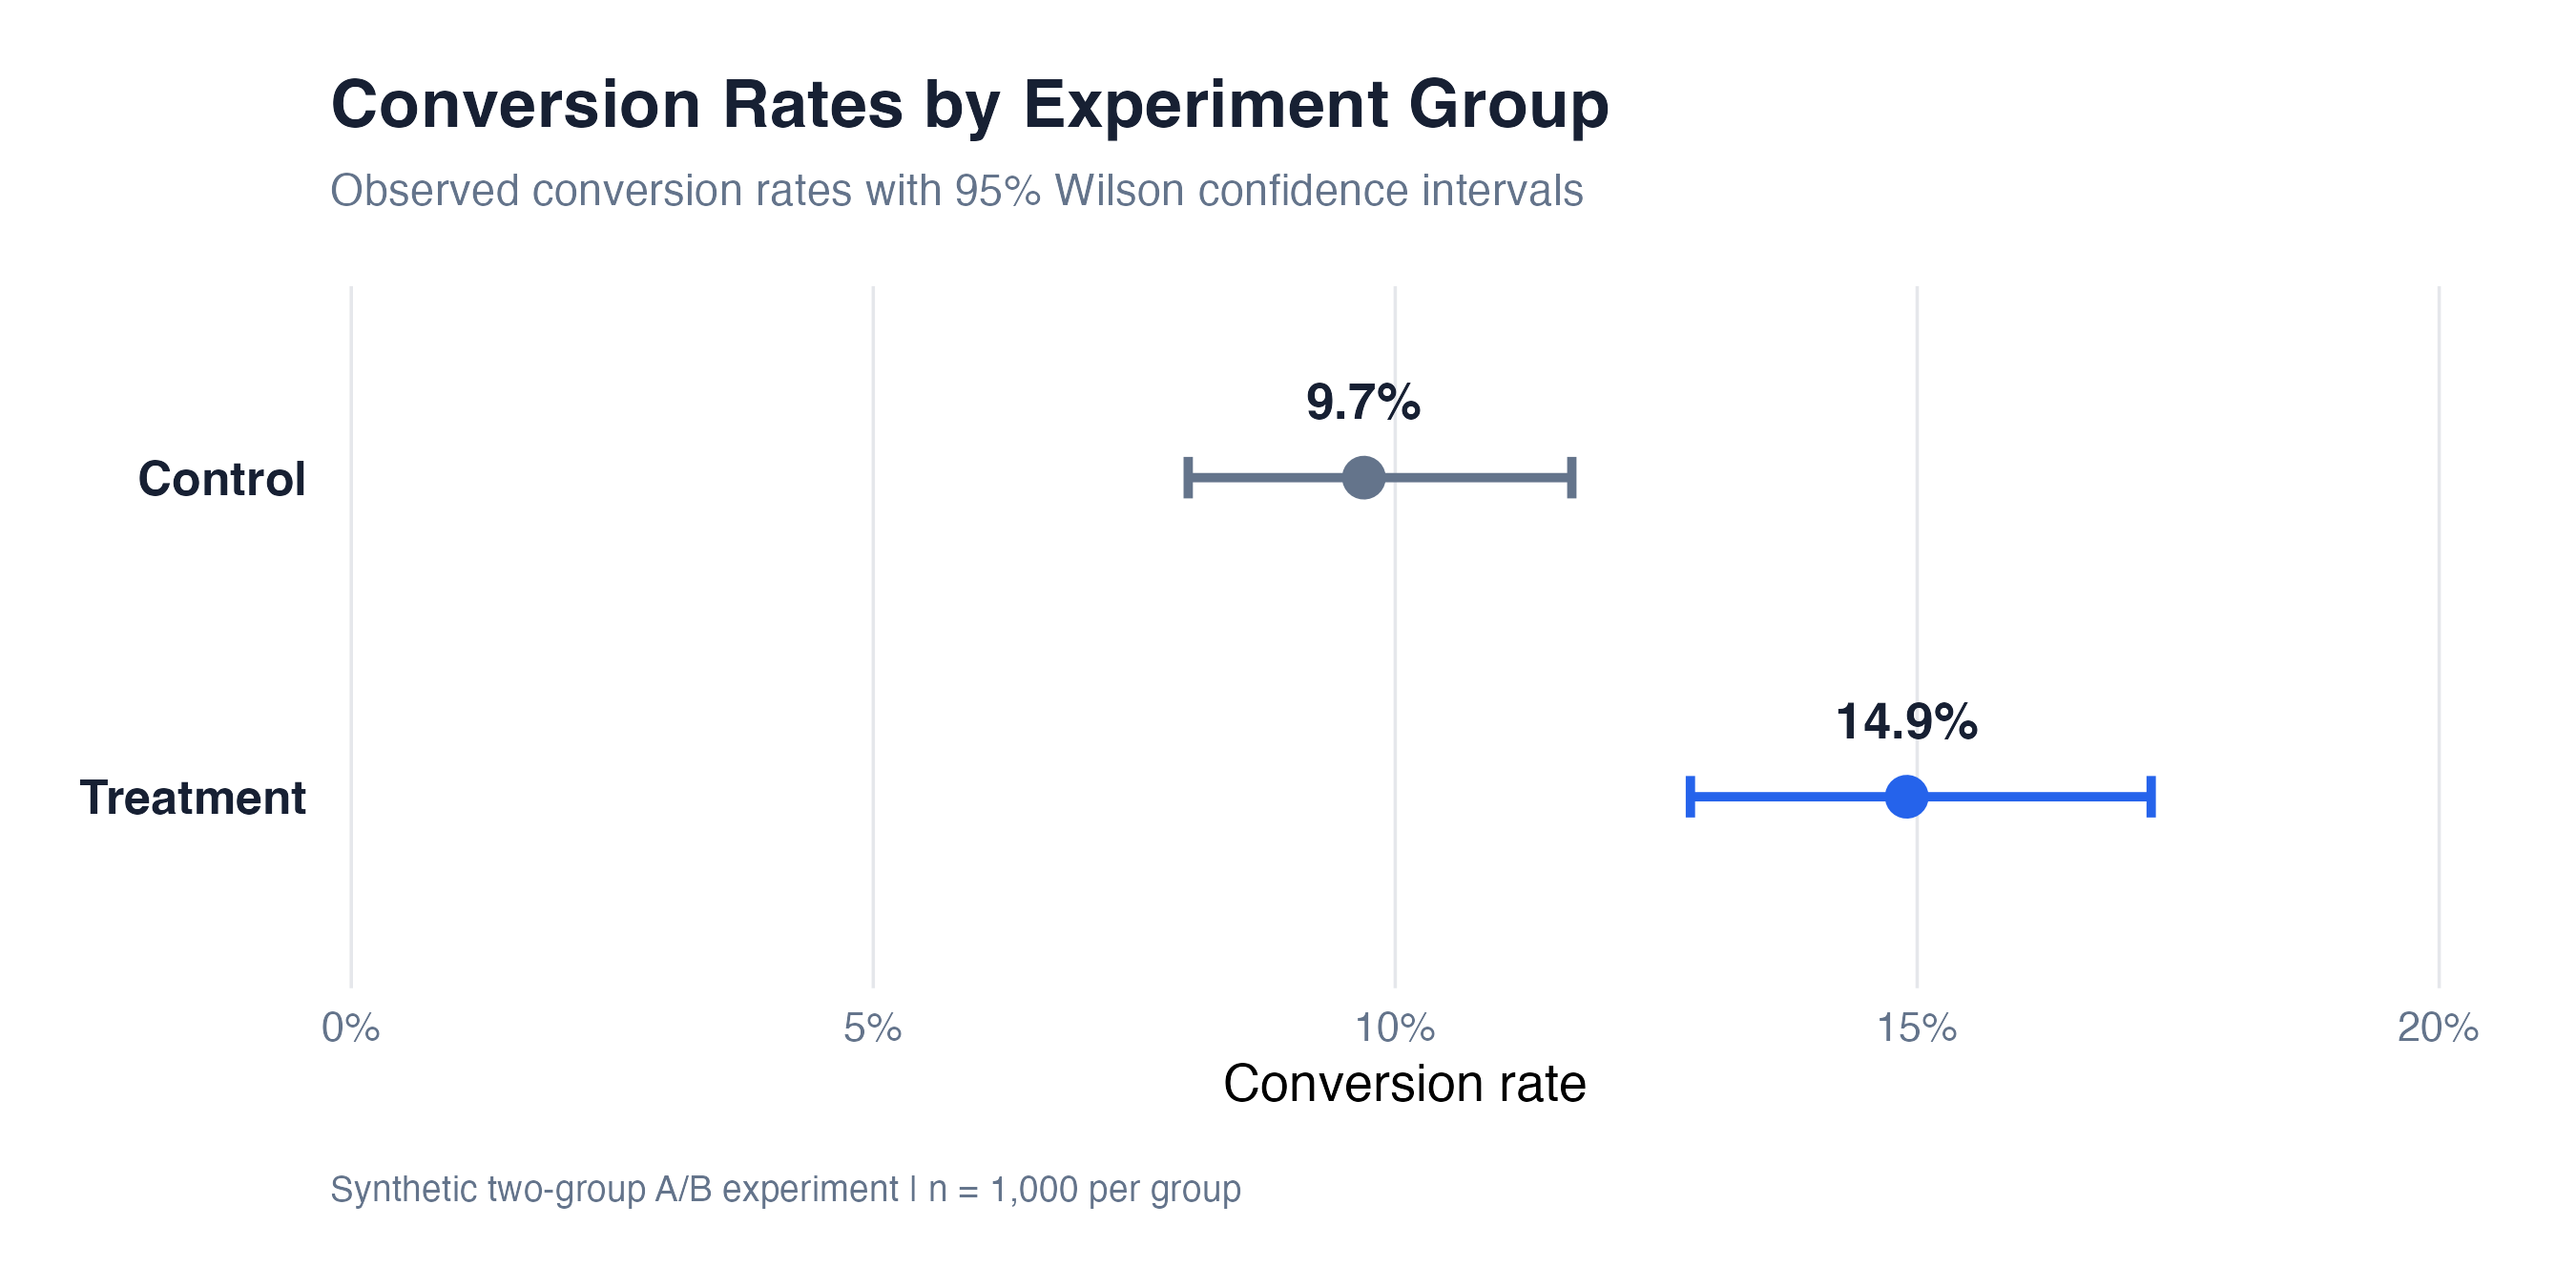 Conversion Rates by Experiment Group
Observed conversion rates with 95% Wilson confidence intervals
9.7%
Control
14.9%
Treatment
0% 5% 10% 15% 20%
Conversion rate
Synthetic two-group A/B experiment | n = 1,000 per group